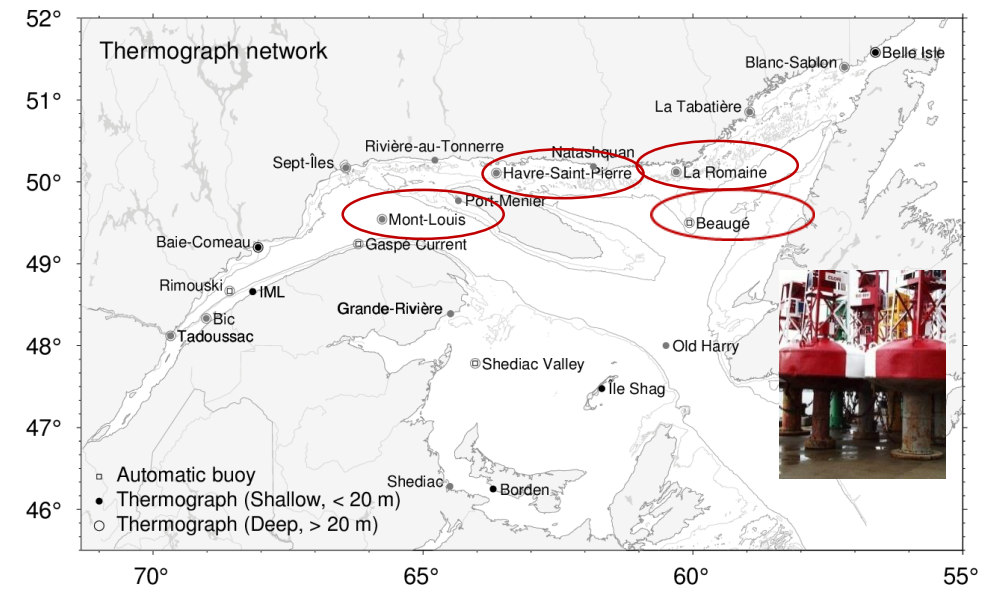 52°
Thermograph network
Belle Isle
Blanc-Sablon
51°
La Tabatière
Rivière-au-Tonnerre
Natashquan
Sept-Îles
50°
Havre-Saint-Pierre
La Romaine
Port-Menier
Mont-Louis
Beaugé
Baie-Comeau
Gaspé Current
49°
Rimouski
IML
Grande-Rivière
Bic
Tadoussac
48°
Old Harry
Shediac Valley
Île Shag
47°
Automatic buoy
Shediac
Borden
Thermograph (Shallow, < 20 m)
46°
Thermograph (Deep, > 20 m)
70°
65°
60°
55°